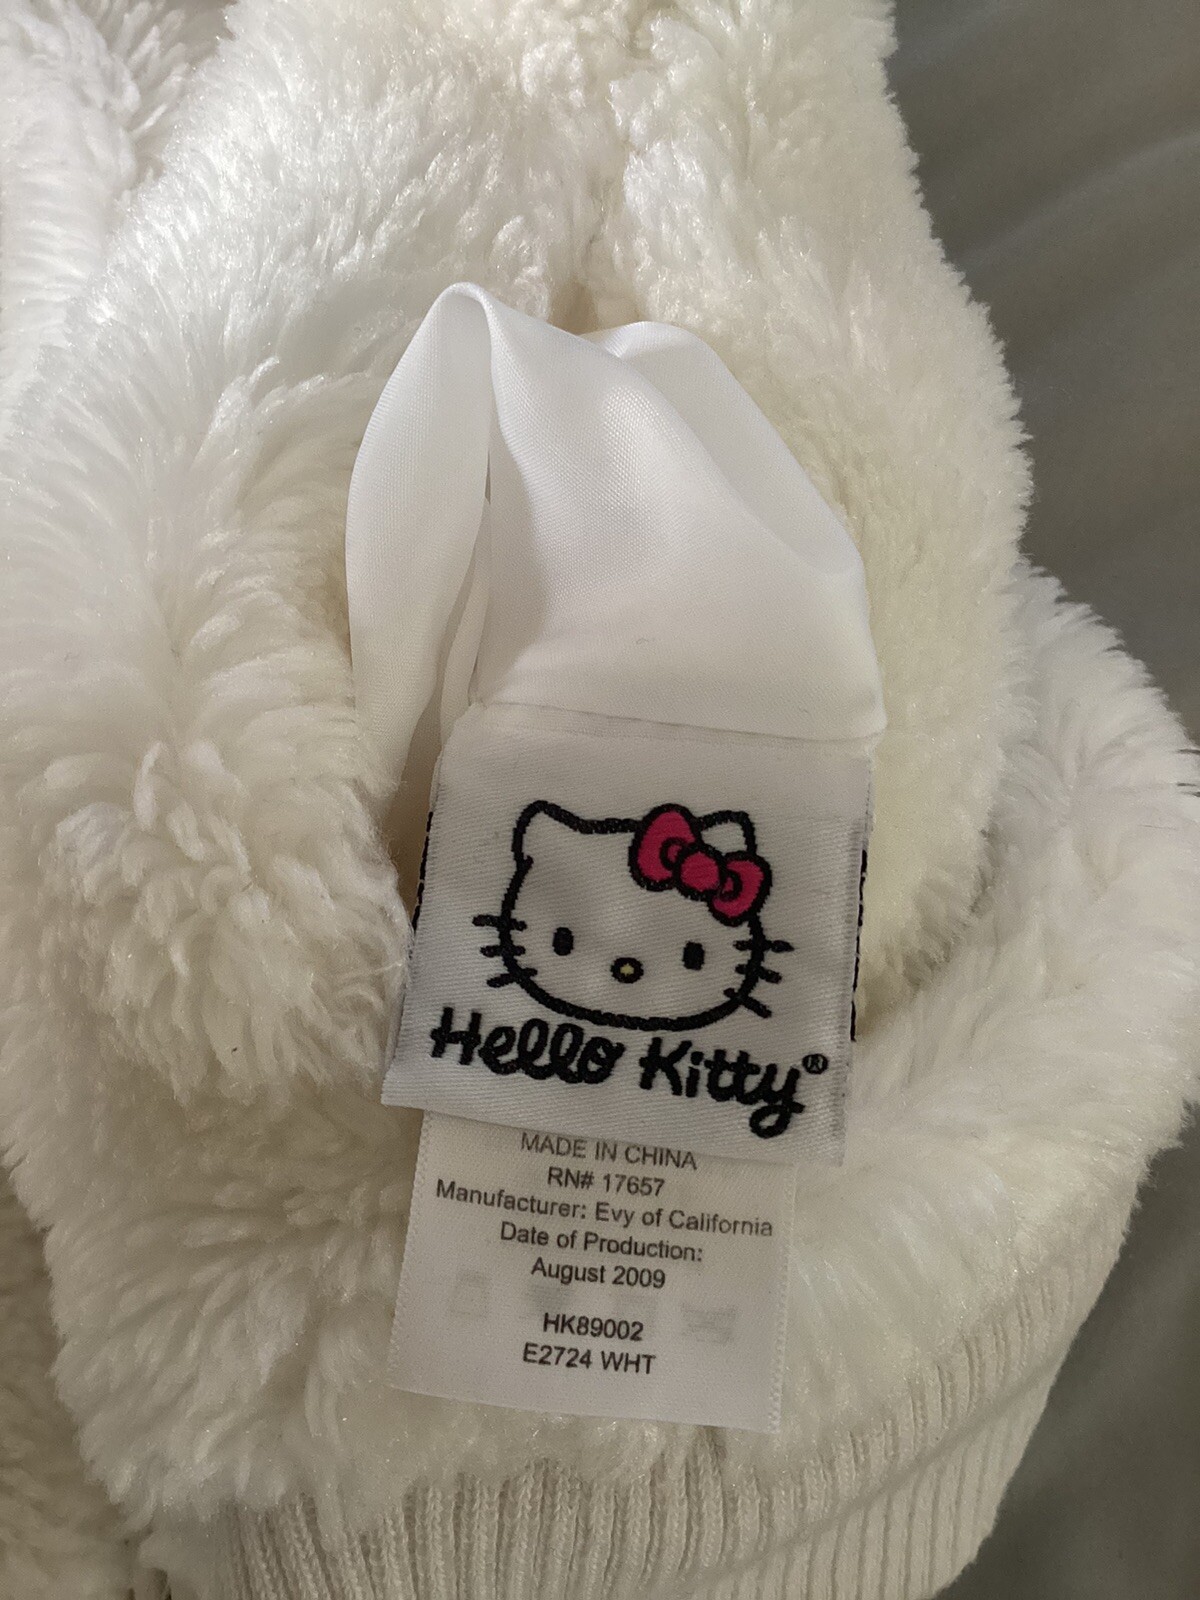 Hello Kitty®
MADE IN CHINA
RN# 17657
Manufacturer: Evy of California
Date of Production:
August 2009
HK89002
E2724 WHT